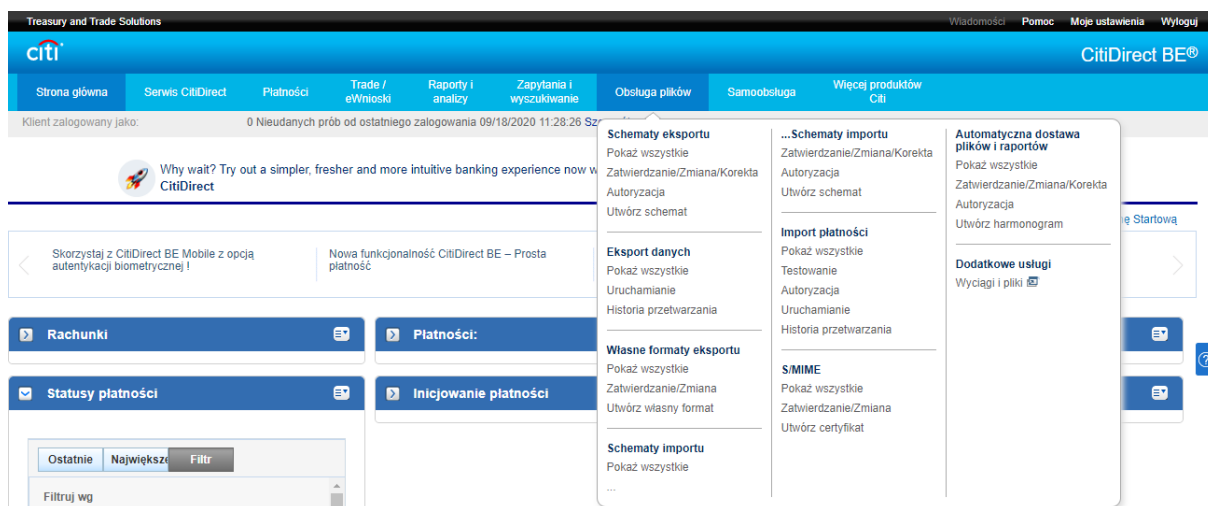 Treasury and Trade Solutions
Wiadomości Pomoc Moje ustawienia Wyloguj
citi
CitiDirect BE®
Strona główna
Serwis CitiDirect
Płatności
Trade /
eWnioski
Raporty i
analizy
Zapytania i
wyszukiwanie
Obsługa plików
Samoobsługa
Więcej produktów
Citi
Klient zalogowany jako:
0 Nieudanych prób od ostatniego zalogowania 09/18/2020 11:28:26
Why wait? Try out a simpler, fresher and more intuitive banking experience now w
CitiDirect
Startową
Skorzystaj z CitiDirect BE Mobile z opcją
autentykacji biometrycznej !
Nowa funkcjonalność CitiDirect BE – Prosta
płatność
Schematy eksportu
Pokaż wszystkie
Zatwierdzanie/Zmiana/Korekta
Autoryzacja
Utwórz schemat
Eksport danych
Pokaż wszystkie
Uruchamianie
Historia przetwarzania
Własne formaty eksportu
Pokaż wszystkie
Zatwierdzanie/Zmiana
Utwórz własny format
Schematy importu
Pokaż wszystkie
...
...Schematy importu
Zatwierdzanie/Zmiana/Korekta
Autoryzacja
Utwórz schemat
Import płatności
Pokaż wszystkie
Testowanie
Autoryzacja
Uruchamianie
Historia przetwarzania
S/MIME
Pokaż wszystkie
Zatwierdzanie/Zmiana
Utwórz certyfikat
Automatyczna dostawa
plików i raportów
Pokaż wszystkie
Zatwierdzanie/Zmiana/Korekta
Autoryzacja
Utwórz harmonogram
Dodatkowe usługi
Wyciągi i pliki
Rachunki
Płatności:
Statusy płatności
Inicjowanie płatności
Ostatnie
Największe
Filtr
Filtruj wg